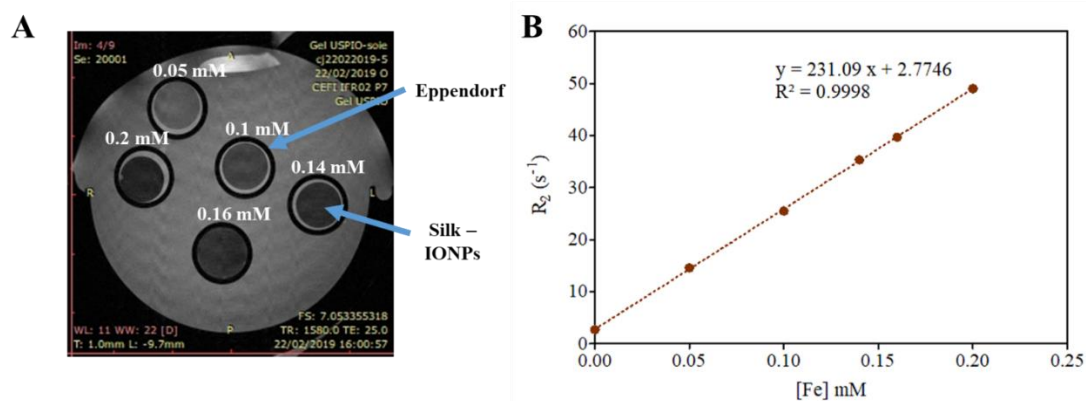 A
Im: 4/9
Se: 20001
Gel USPIO-soie
cj22022019-5
22/02/2019 O
CEFI IFR02 P7
Gel USPIO
A
0.05 mM
Eppendorf
0.2 mM
0.1 mM
0.14 mM
R
L
0.16 mM
Silk –
IONPs
FS: 7.053355318
WL: 11 WW: 22 [D]
P
TR: 1580.0 TE: 25.0
T: 1.0mm L: -9.7mm
22/02/2019 16:00:57
B
y = 231.09 x + 2.7746
R² = 0.9998
R₂ (s⁻¹)
60
50
40
30
20
10
0
0.00
0.05
0.10
0.15
0.20
0.25
[Fe] mM